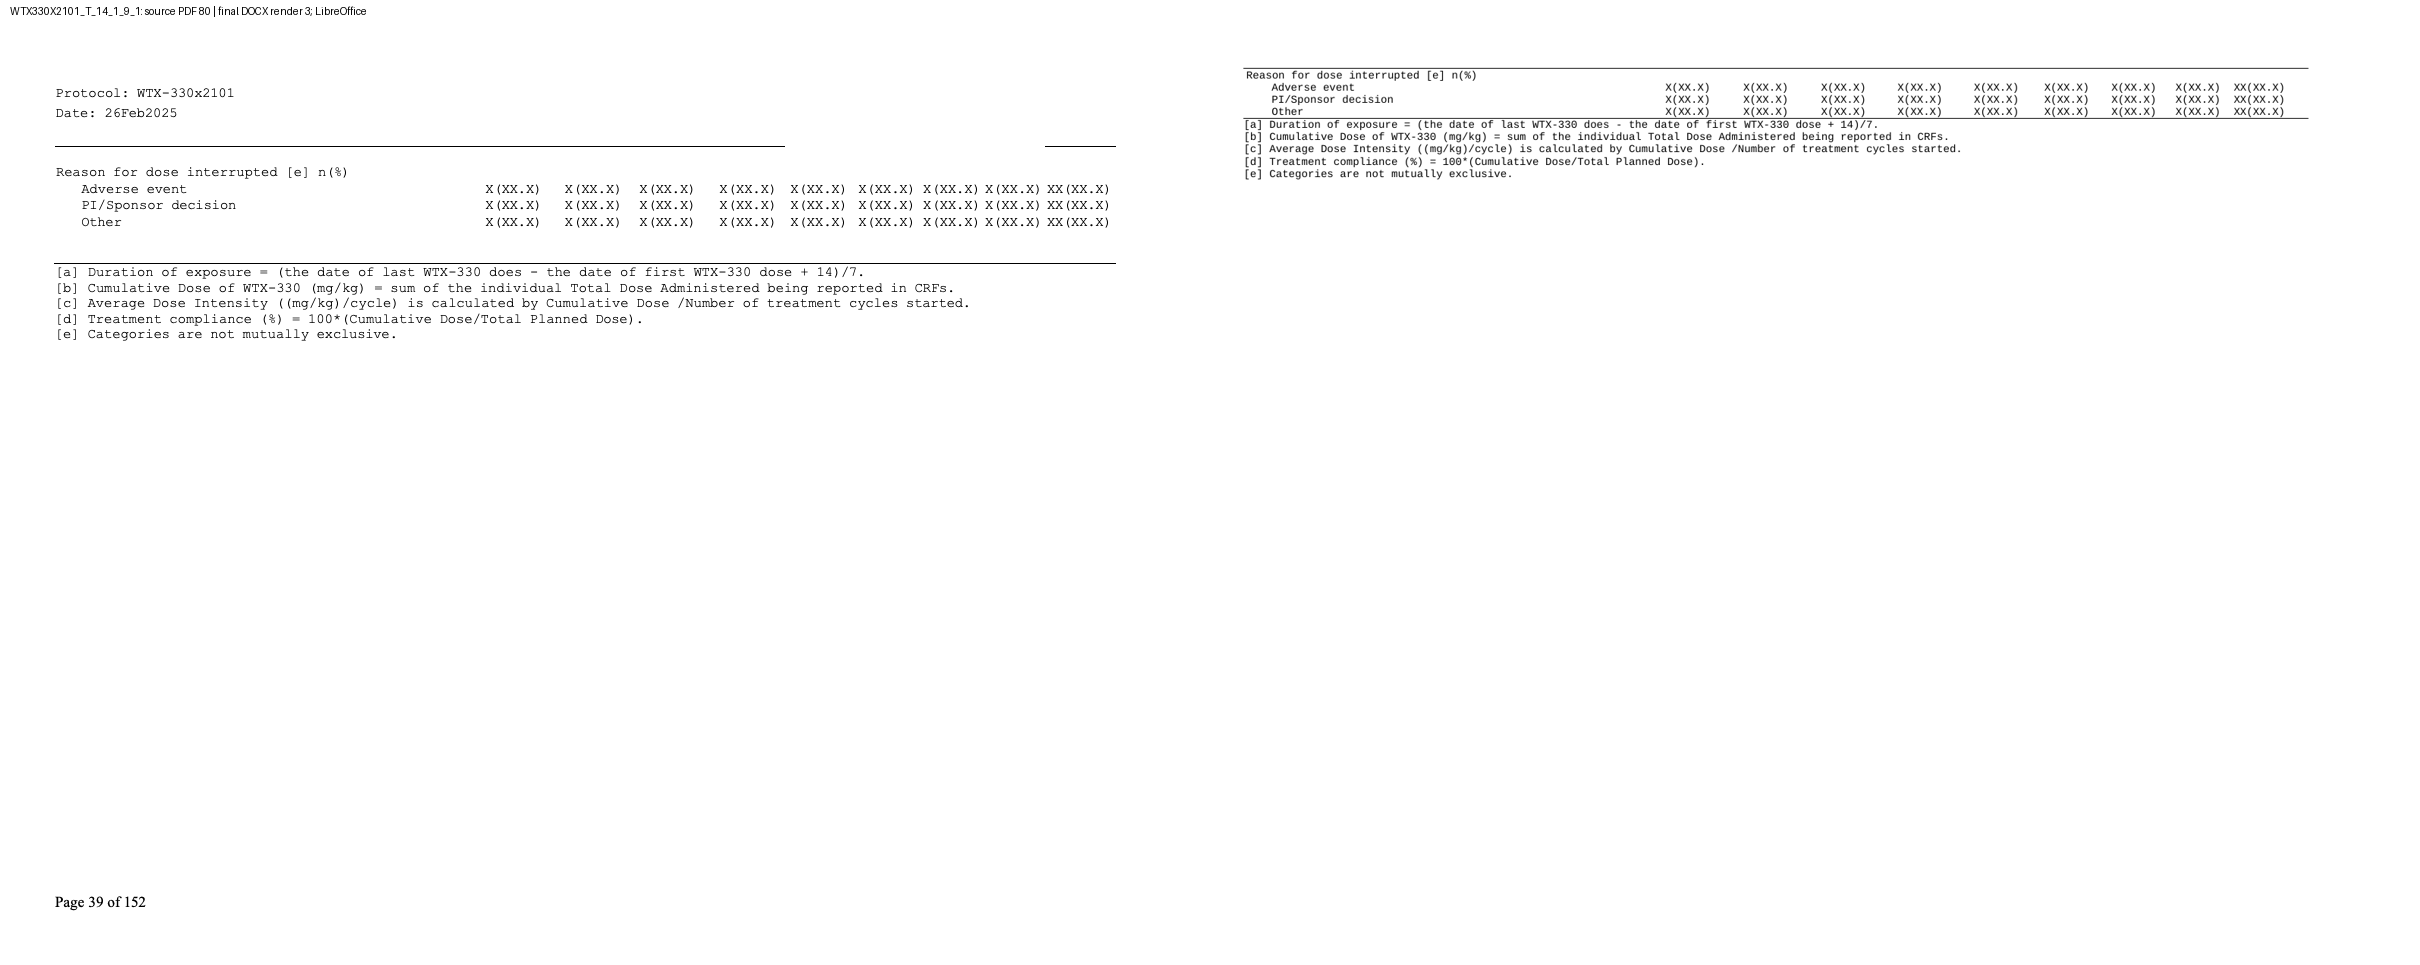 WTX330X2101_T_14_1_9_1: source PDF 80 | final DOCX render 3; LibreOffice
Protocol: WTX-330x2101
Date: 26Feb2025
Reason for dose interrupted [e] n(%)
Adverse event X(XX.X) X(XX.X) X(XX.X) X(XX.X) X(XX.X) X(XX.X) X(XX.X) X(XX.X) XX(XX.X)
PI/Sponsor decision X(XX.X) X(XX.X) X(XX.X) X(XX.X) X(XX.X) X(XX.X) X(XX.X) X(XX.X) XX(XX.X)
Other X(XX.X) X(XX.X) X(XX.X) X(XX.X) X(XX.X) X(XX.X) X(XX.X) X(XX.X) XX(XX.X)
[a] Duration of exposure = (the date of last WTX-330 does - the date of first WTX-330 dose + 14)/7.
[b] Cumulative Dose of WTX-330 (mg/kg) = sum of the individual Total Dose Administered being reported in CRFs.
[c] Average Dose Intensity ((mg/kg)/cycle) is calculated by Cumulative Dose /Number of treatment cycles started.
[d] Treatment compliance (%) = 100*(Cumulative Dose/Total Planned Dose).
[e] Categories are not mutually exclusive.
Page 39 of 152
Reason for dose interrupted [e] n(%)
Adverse event X(XX.X) X(XX.X) X(XX.X) X(XX.X) X(XX.X) X(XX.X) X(XX.X) X(XX.X) XX(XX.X)
PI/Sponsor decision X(XX.X) X(XX.X) X(XX.X) X(XX.X) X(XX.X) X(XX.X) X(XX.X) X(XX.X) XX(XX.X)
Other X(XX.X) X(XX.X) X(XX.X) X(XX.X) X(XX.X) X(XX.X) X(XX.X) X(XX.X) XX(XX.X)
[a] Duration of exposure = (the date of last WTX-330 does - the date of first WTX-330 dose + 14)/7.
[b] Cumulative Dose of WTX-330 (mg/kg) = sum of the individual Total Dose Administered being reported in CRFs.
[c] Average Dose Intensity ((mg/kg)/cycle) is calculated by Cumulative Dose /Number of treatment cycles started.
[d] Treatment compliance (%) = 100*(Cumulative Dose/Total Planned Dose).
[e] Categories are not mutually exclusive.